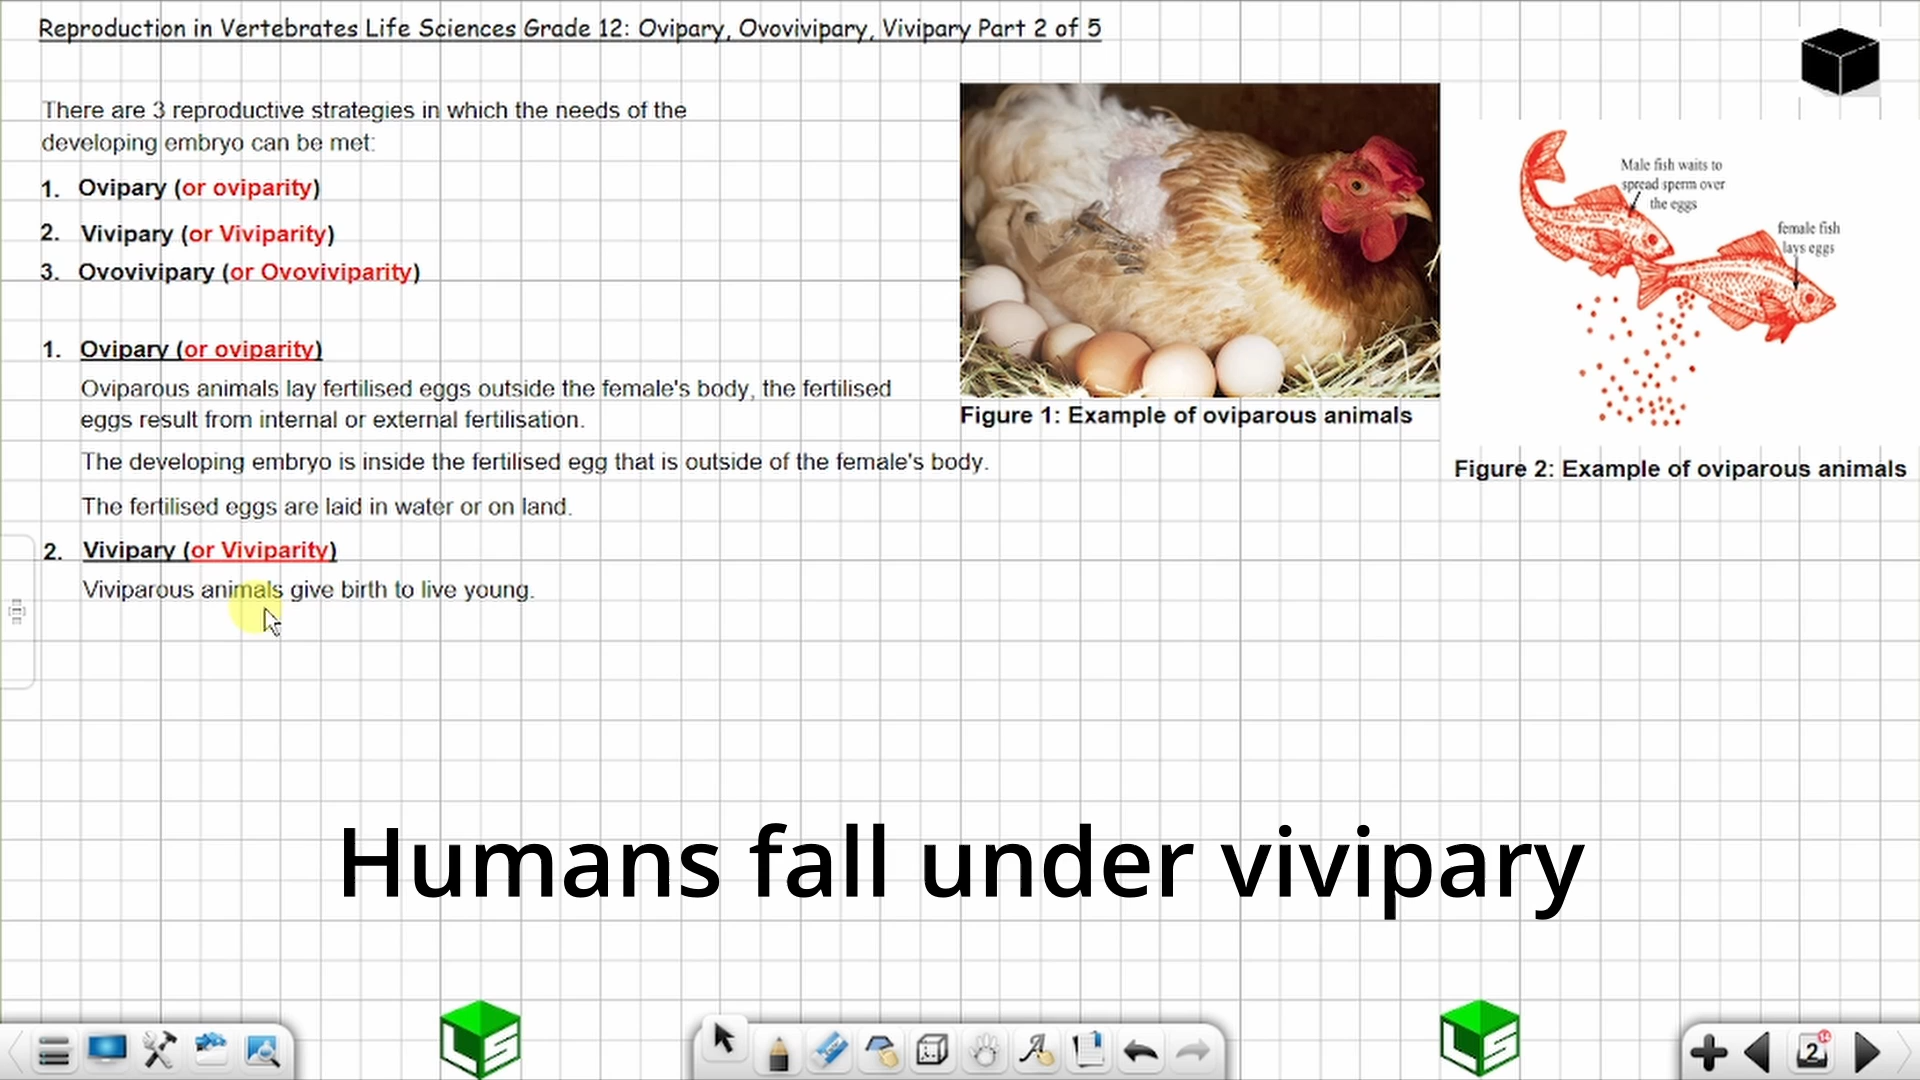 Reproduction in Vertebrates Life Sciences Grade 12: Ovipary, Ovovivipary, Vivipary Part 2 of 5
There are 3 reproductive strategies in which the needs of the
developing embryo can be met:
1. Ovipary (or oviparity)
2. Vivipary (or Viviparity)
3. Ovovivipary (or Ovoviviparity)
1. Ovipary (or oviparity)
Oviparous animals lay fertilised eggs outside the female's body, the fertilised
eggs result from internal or external fertilisation.
The developing embryo is inside the fertilised egg that is outside of the female's body.
The fertilised eggs are laid in water or on land.
2. Vivipary (or Viviparity)
Viviparous animals give birth to live young.
Figure 1: Example of oviparous animals
Male fish waits to
spread sperm over
the eggs
female fish
lays eggs
Figure 2: Example of oviparous animals
Humans fall under vivipary
LS
LS
2
14